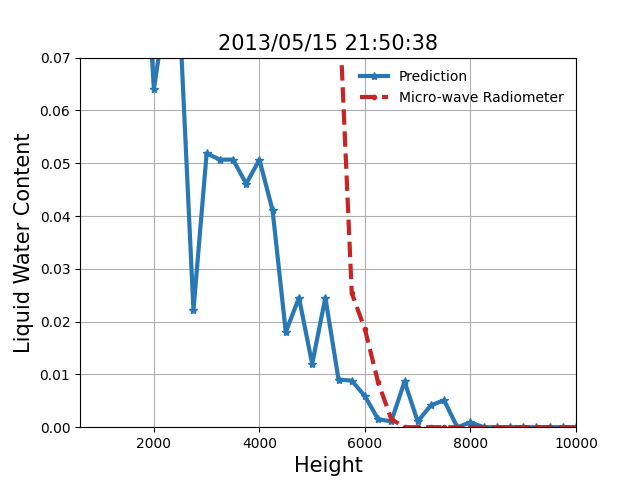 2013/05/15 21:50:38
0.07
0.06
0.05
0.04
0.03
0.02
0.01
0.00
Liquid Water Content
Prediction
Micro-wave Radiometer
2000 4000 6000 8000 10000
Height